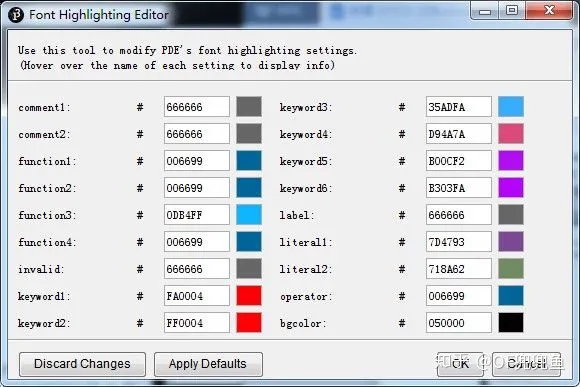 Font Highlighting Editor
Use this tool to modify PDE's font highlighting settings.
(Hover over the name of each setting to display info)
comment1: # 666666 keyword3: # 35ADFA
comment2: # 666666 keyword4: # D94A7A
function1: # 006699 keyword5: # B00CF2
function2: # 006699 keyword6: # B303FA
function3: # 0DB4FF label: # 666666
function4: # 006699 literal1: # 7D4793
invalid: # 666666 literal2: # 718A62
keyword1: # FA0004 operator: # 006699
keyword2: # FF0004 bgcolor: # 050000
Discard Changes Apply Defaults OK Cancel
知乎